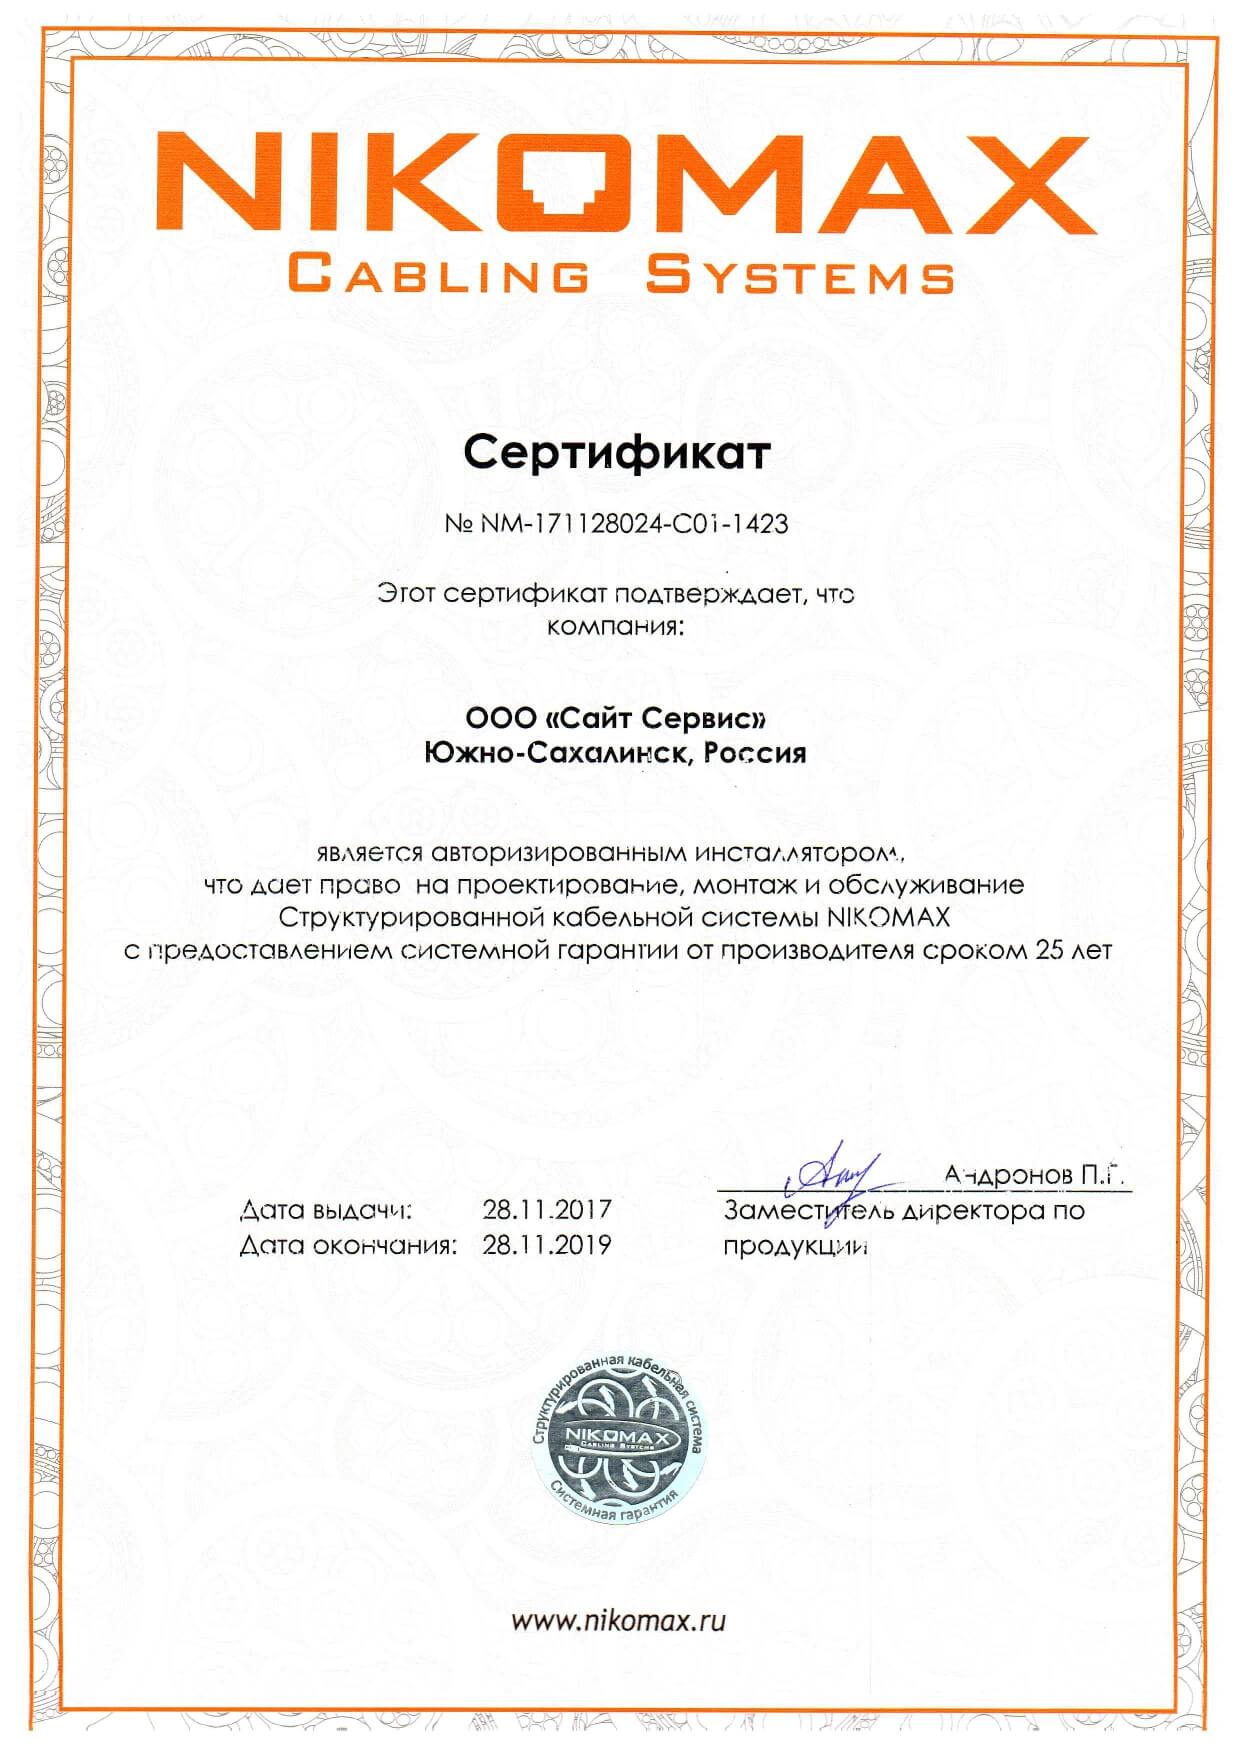 NIKOMAX
CABLING SYSTEMS
Сертификат
№ NM-171128024-C01-1423
Этот сертификат подтверждает, что
компания:
ООО «Сайт Сервис»
Южно-Сахалинск, Россия
является авторизированным инсталлятором,
что дает право на проектирование, монтаж и обслуживание
Структурированной кабельной системы NIKOMAX
с предоставлением системной гарантии от производителя сроком 25 лет
Андронов П.Г.
Дата выдачи: 28.11.2017
Заместитель директора по
Дата окончания: 28.11.2019
продукции
Структурированная кабельная система
NIKOMAX
CABLING SYSTEMS
Системная гарантия
www.nikomax.ru